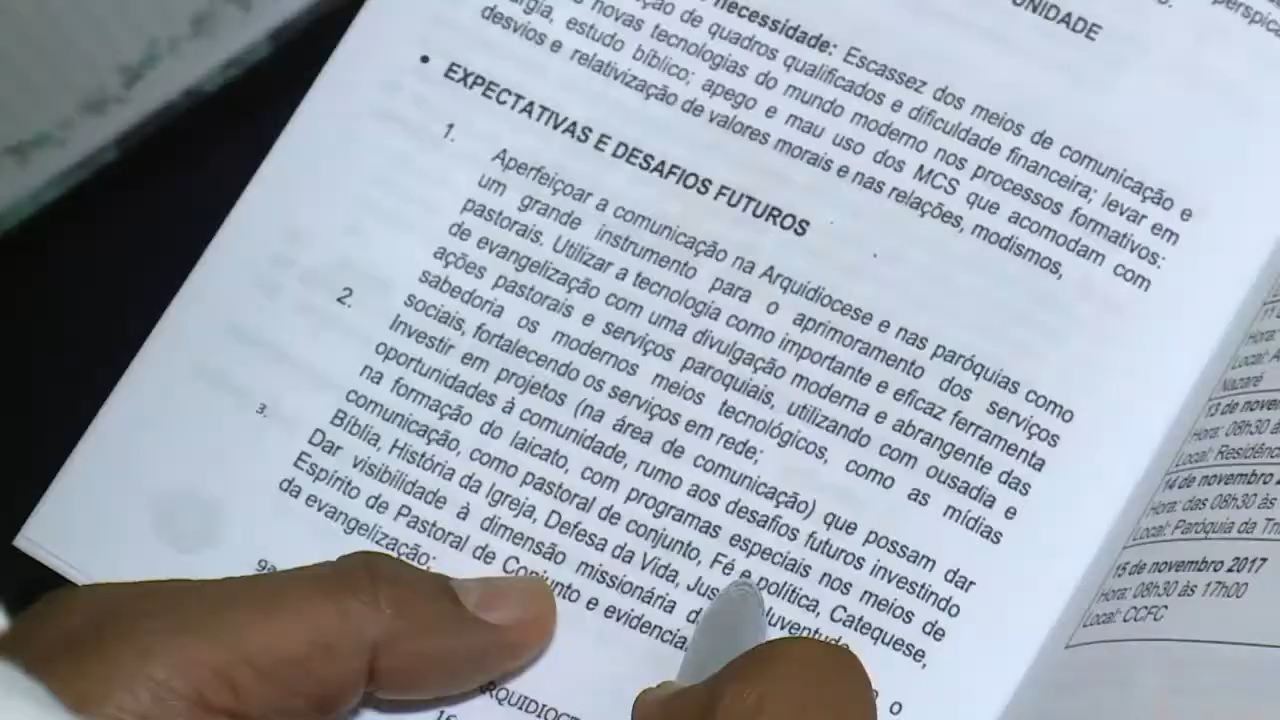 UNIDADE
necessidade: Escassez dos meios de comunicação e
de quadros qualificados e dificuldade financeira; levar em
novas tecnologias do mundo moderno nos processos formativos:
estudo bíblico; apego e mau uso dos MCS que acomodam com
desvios e relativização de valores morais e nas relações, modismos,
• EXPECTATIVAS E DESAFIOS FUTUROS
1. Aperfeiçoar a comunicação na Arquidiocese e nas paróquias como
um grande instrumento para o aprimoramento dos serviços
pastorais. Utilizar a tecnologia como importante e eficaz ferramenta
de evangelização com uma divulgação moderna e abrangente das
ações pastorais e serviços paroquiais, utilizando com ousadia e
sabedoria os modernos meios tecnológicos, como as mídias
sociais, fortalecendo os serviços em rede;
2. Investir em projetos (na área de comunicação) que possam dar
oportunidades à comunidade, rumo aos desafios futuros investindo
na formação do laicato, com programas especiais nos meios de
comunicação, como pastoral de conjunto, Fé e política, Catequese,
Bíblia, História da Igreja, Defesa da Vida, Juventude
3. Dar visibilidade à dimensão missionária
Espírito de Pastoral de Conjunto e o
da evangelização;
Hora:
Local:
Nazaré
13 de
Hora: 08h30
Local:
14 de novembro
Hora: das 08h30 às
Local: Paróquia da
15 de novembro 2017
Hora: 08h30 às 17h00
Local: CCFC